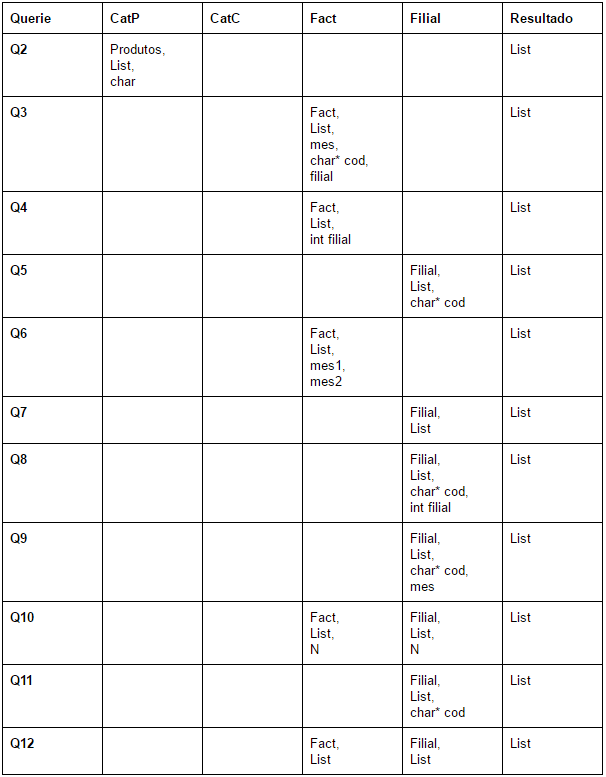 Querie CatP CatC Fact Filial Resultado
Q2 Produtos, List
List,
char
Q3 Fact, List
List,
mes,
char* cod,
filial
Q4 Fact, List
List,
int filial
Q5 Filial, List
List,
char* cod
Q6 Fact, List
List,
mes1,
mes2
Q7 Filial, List
List
Q8 Filial, List
List,
char* cod,
int filial
Q9 Filial, List
List,
char* cod,
mes
Q10 Fact, Filial, List
List, List,
N N
Q11 Filial, List
List,
char* cod
Q12 Fact, Filial, List
List List